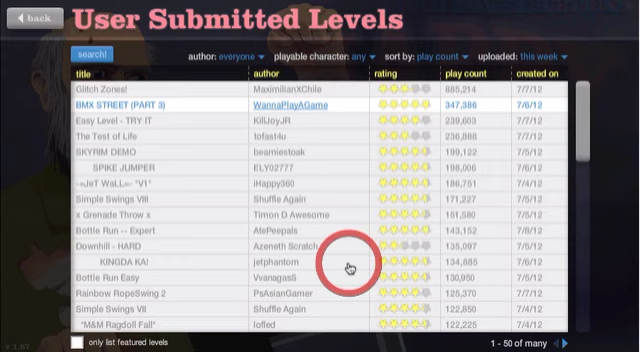 back
User Submitted Levels
search!
author: everyone playable character: any sort by: play count uploaded: this week
title author rating play count created on
Glitch Zones! MaximilianXChile 885,214 7/7/12
BMX STREET (PART 3) WannaPlayAGame 347,386 7/6/12
Easy Level - TRY IT KillJoyJR 239,603 7/7/12
The Test of Life tofast4u 236,888 7/7/12
SKYRIM DEMO beamiestoak 199,122 7/5/12
SPIKE JUMPER ELY02777 198,006 7/6/12
-=JeT WaLL=- "V1" iHappy360 186,751 7/4/12
Simple Swings VIII Shuffle Again 171,227 7/5/12
x Grenade Throw x Timon D Awesome 151,580 7/5/12
Bottle Run -- Expert AtePeepals 143,152 7/8/12
Downhill - HARD Azeneth Scratch 135,097 7/5/12
KINGDA KA! jetphantom 134,885 7/6/12
Bottle Run Easy VvanagasS 130,950 7/5/12
Rainbow RopeSwing 2 PsAsianGamer 125,370 7/7/12
Simple Swings VII Shuffle Again 122,850 7/4/12
"M&M Ragdoll Fall" lofled 122,225 7/4/12
only list featured levels 1 - 50 of many
v 1.67